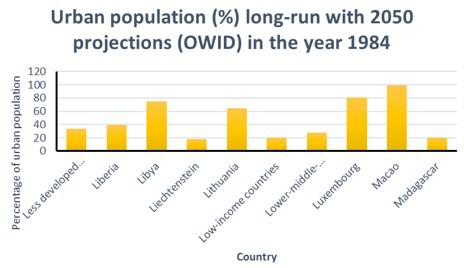 Urban population (%) long-run with 2050
projections (OWID) in the year 1984
Percentage of urban population
120
100
80
60
40
20
0
Less developed...
Liberia
Libya
Liechtenstein
Lithuania
Low-income countries
Lower-middle-...
Luxembourg
Macao
Madagascar
Country